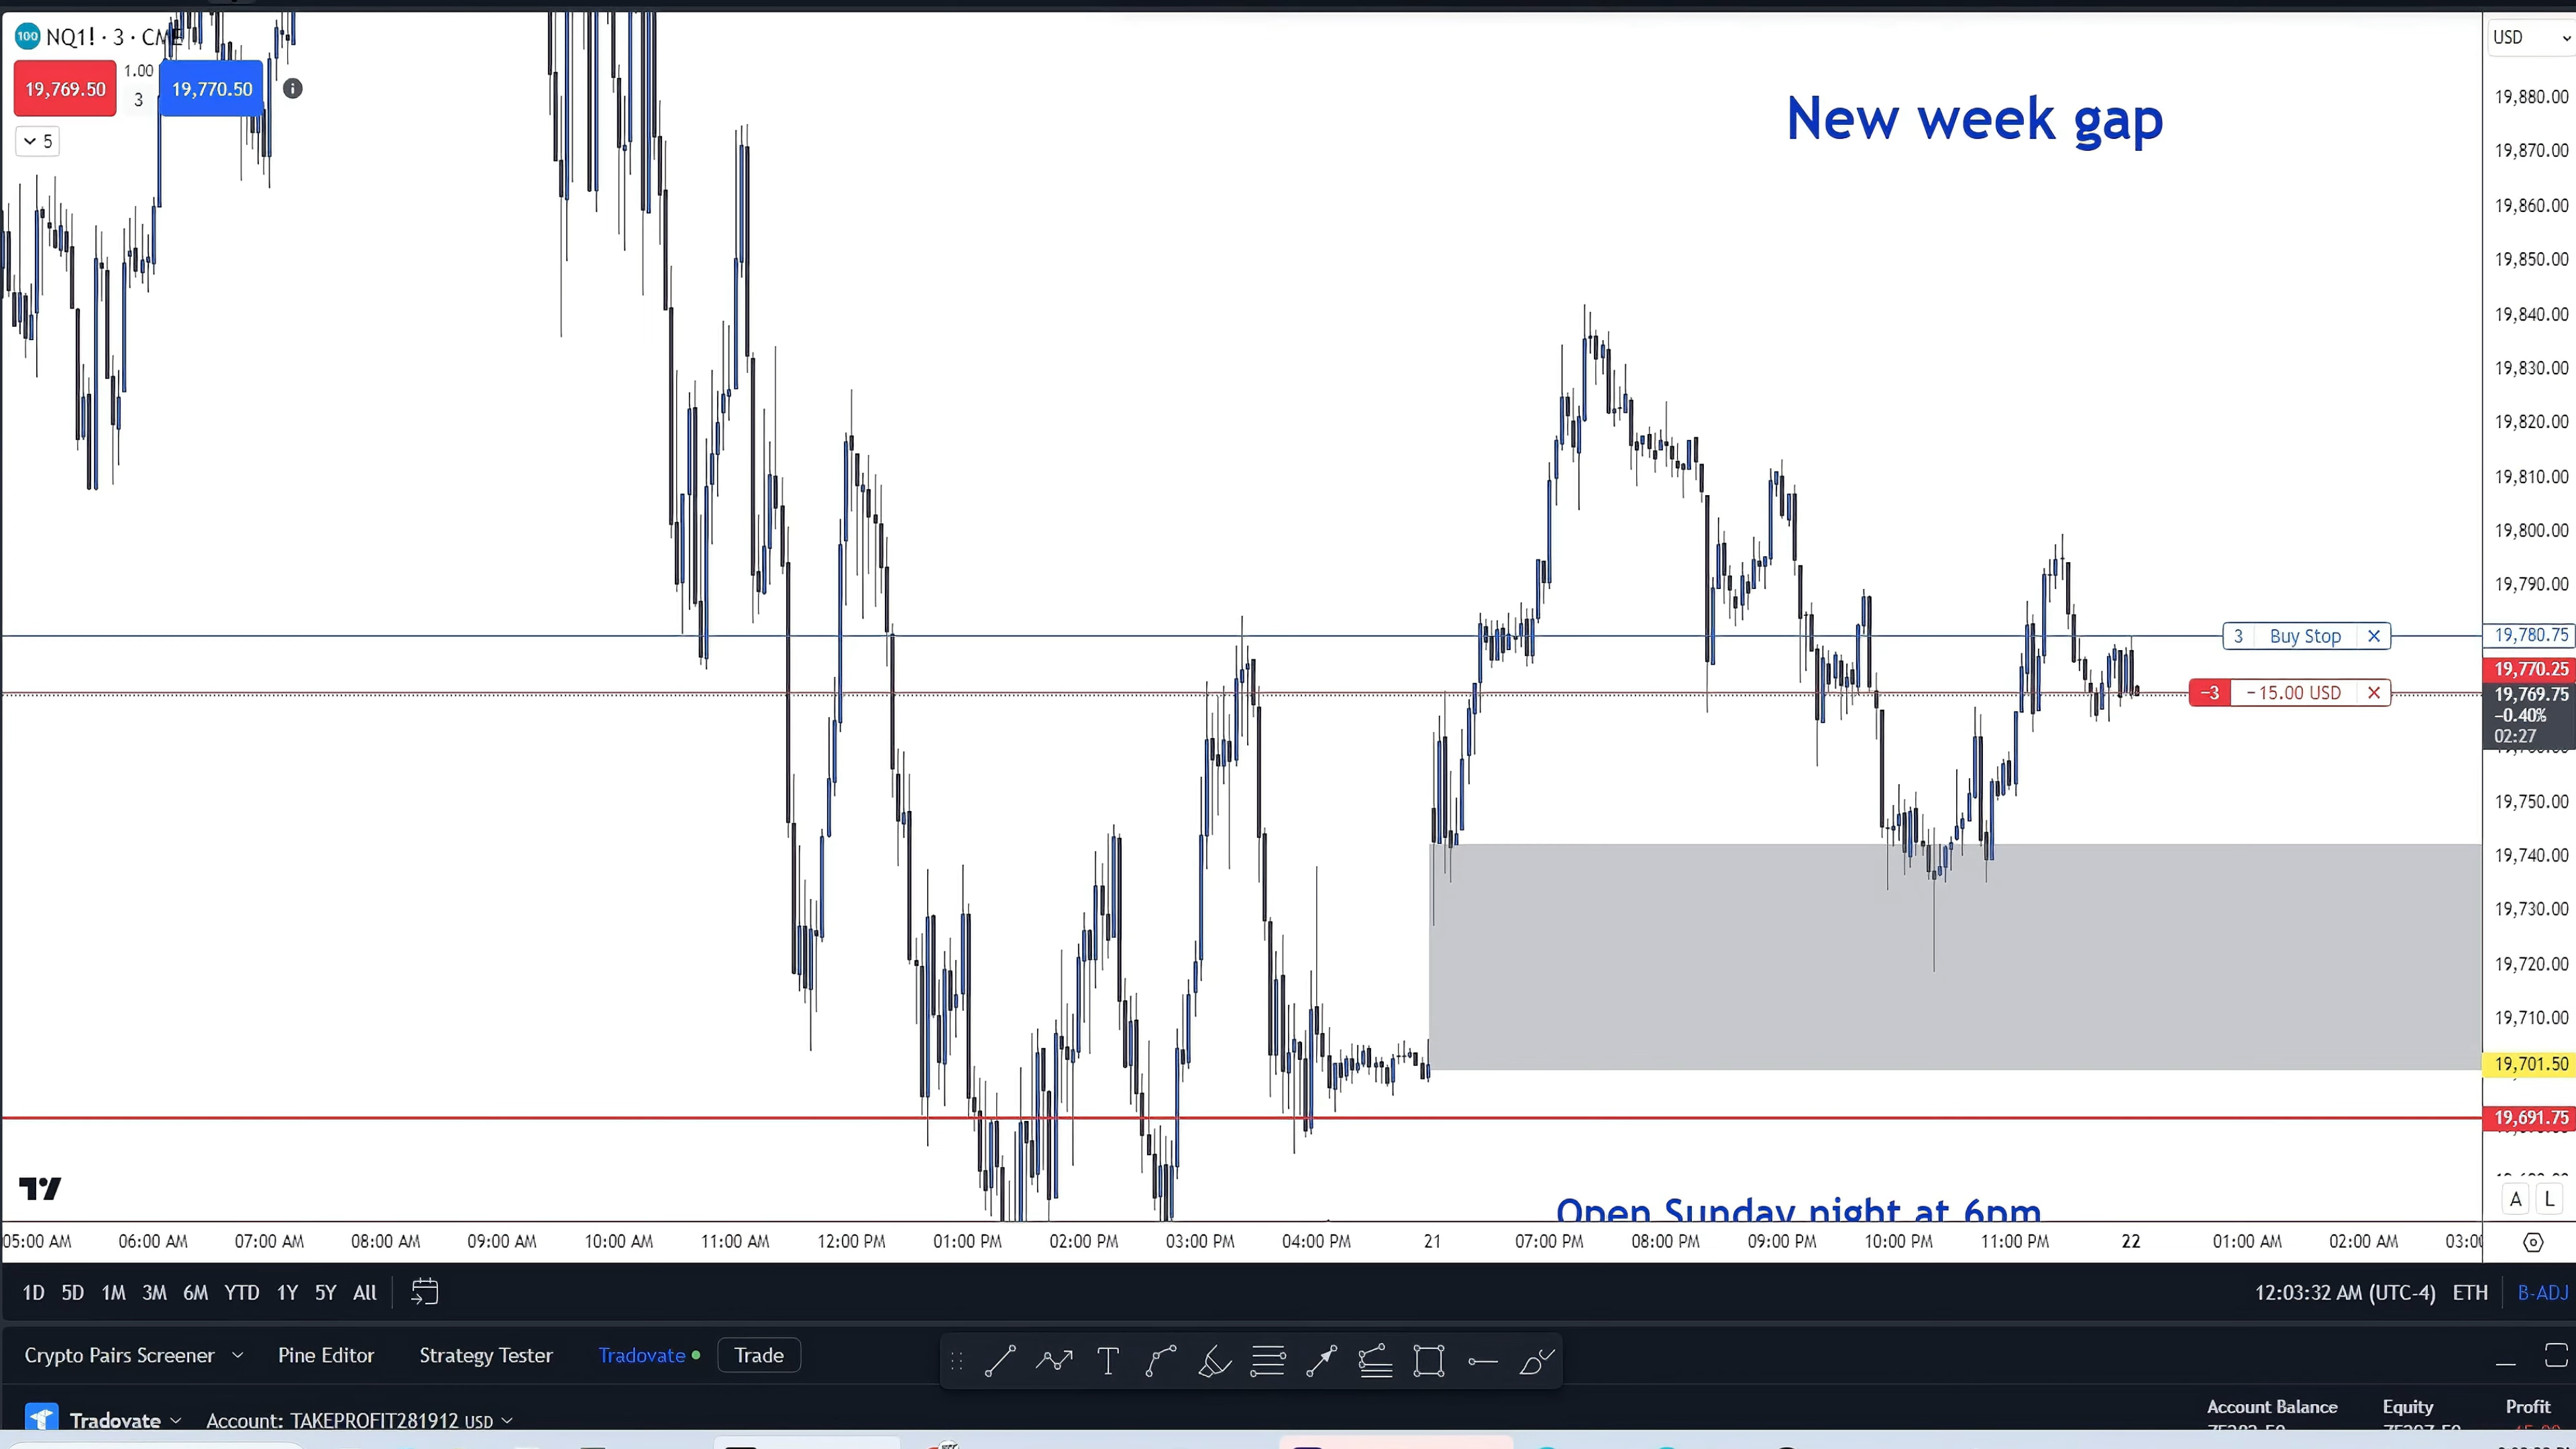 100 NQ1! · 3 · CME
19,769.50 1.00 3 19,770.50
5
New week gap
USD
19,880.00
19,870.00
19,860.00
19,850.00
19,840.00
19,830.00
19,820.00
19,810.00
19,800.00
19,790.00
3 Buy Stop 19,780.75
19,770.25
−3 −15.00 USD 19,769.75
−0.40%
02:27
19,750.00
19,740.00
19,730.00
19,720.00
19,710.00
19,701.50
19,691.75
A L
Open Sunday night at 6pm
05:00 AM 06:00 AM 07:00 AM 08:00 AM 09:00 AM 10:00 AM 11:00 AM 12:00 PM 01:00 PM 02:00 PM 03:00 PM 04:00 PM 21 07:00 PM 08:00 PM 09:00 PM 10:00 PM 11:00 PM 22 01:00 AM 02:00 AM 03:00
1D 5D 1M 3M 6M YTD 1Y 5Y All 12:03:32 AM (UTC-4) ETH B-ADJ
Crypto Pairs Screener Pine Editor Strategy Tester Tradovate Trade
Tradovate Account: TAKEPROFIT281912 USD Account Balance Equity Profit